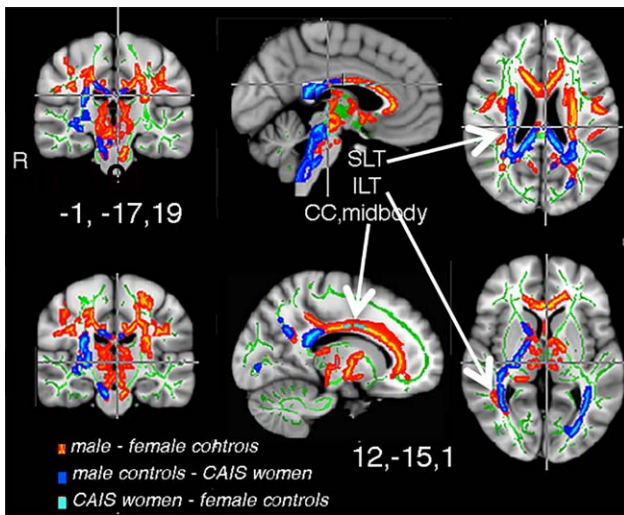 R
SLT
ILT
CC,midbody
-1, -17,19
male - female controls
male controls - CAIS women
CAIS women - female controls
12,-15,1